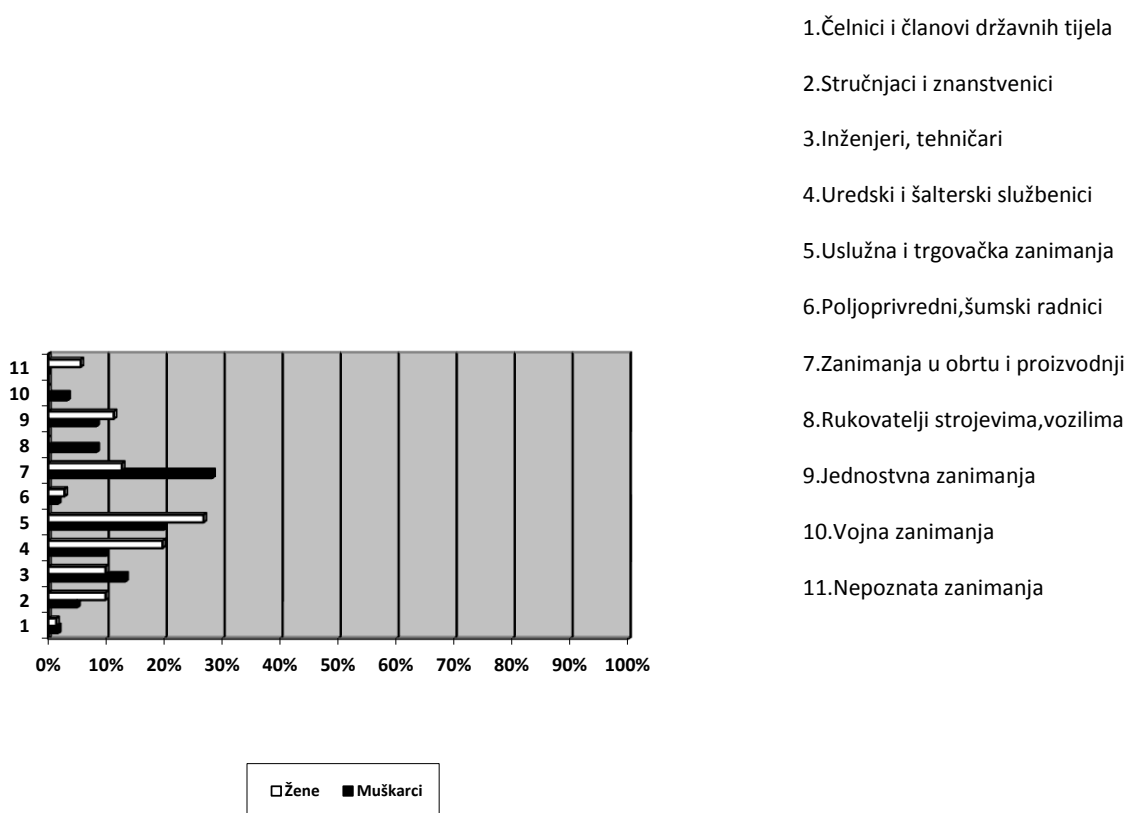 1.Čelnici i članovi državnih tijela
2.Stručnjaci i znanstvenici
3.Inženjeri, tehničari
4.Uredski i šalterski službenici
5.Uslužna i trgovačka zanimanja
6.Poljoprivredni,šumski radnici
7.Zanimanja u obrtu i proizvodnji
8.Rukovatelji strojevima,vozilima
9.Jednostvna zanimanja
10.Vojna zanimanja
11.Nepoznata zanimanja
11
10
9
8
7
6
5
4
3
2
1
0% 10% 20% 30% 40% 50% 60% 70% 80% 90% 100%
Žene Muškarci